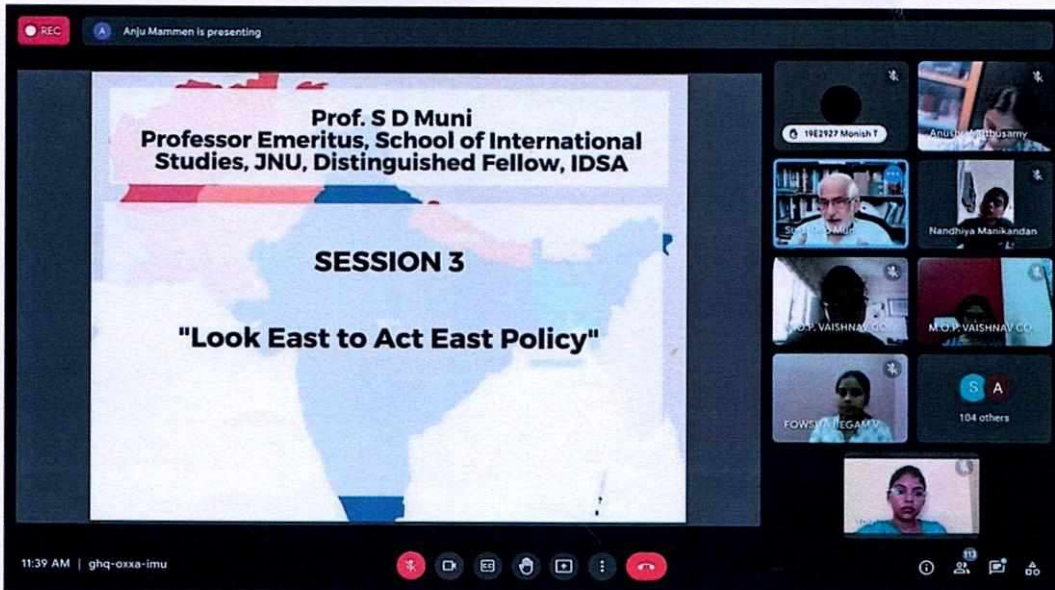 REC
A
Anju Mammen is presenting
Prof. S D Muni
Professor Emeritus, School of International
Studies, JNU, Distinguished Fellow, IDSA
SESSION 3
"Look East to Act East Policy"
19E2927 Monish T
Nandhiya Manikandan
VAISHNAV
M.O.P. VAISHNAV CO
S A
104 others
11:39 AM | ghq-oxxa-imu
CC
113